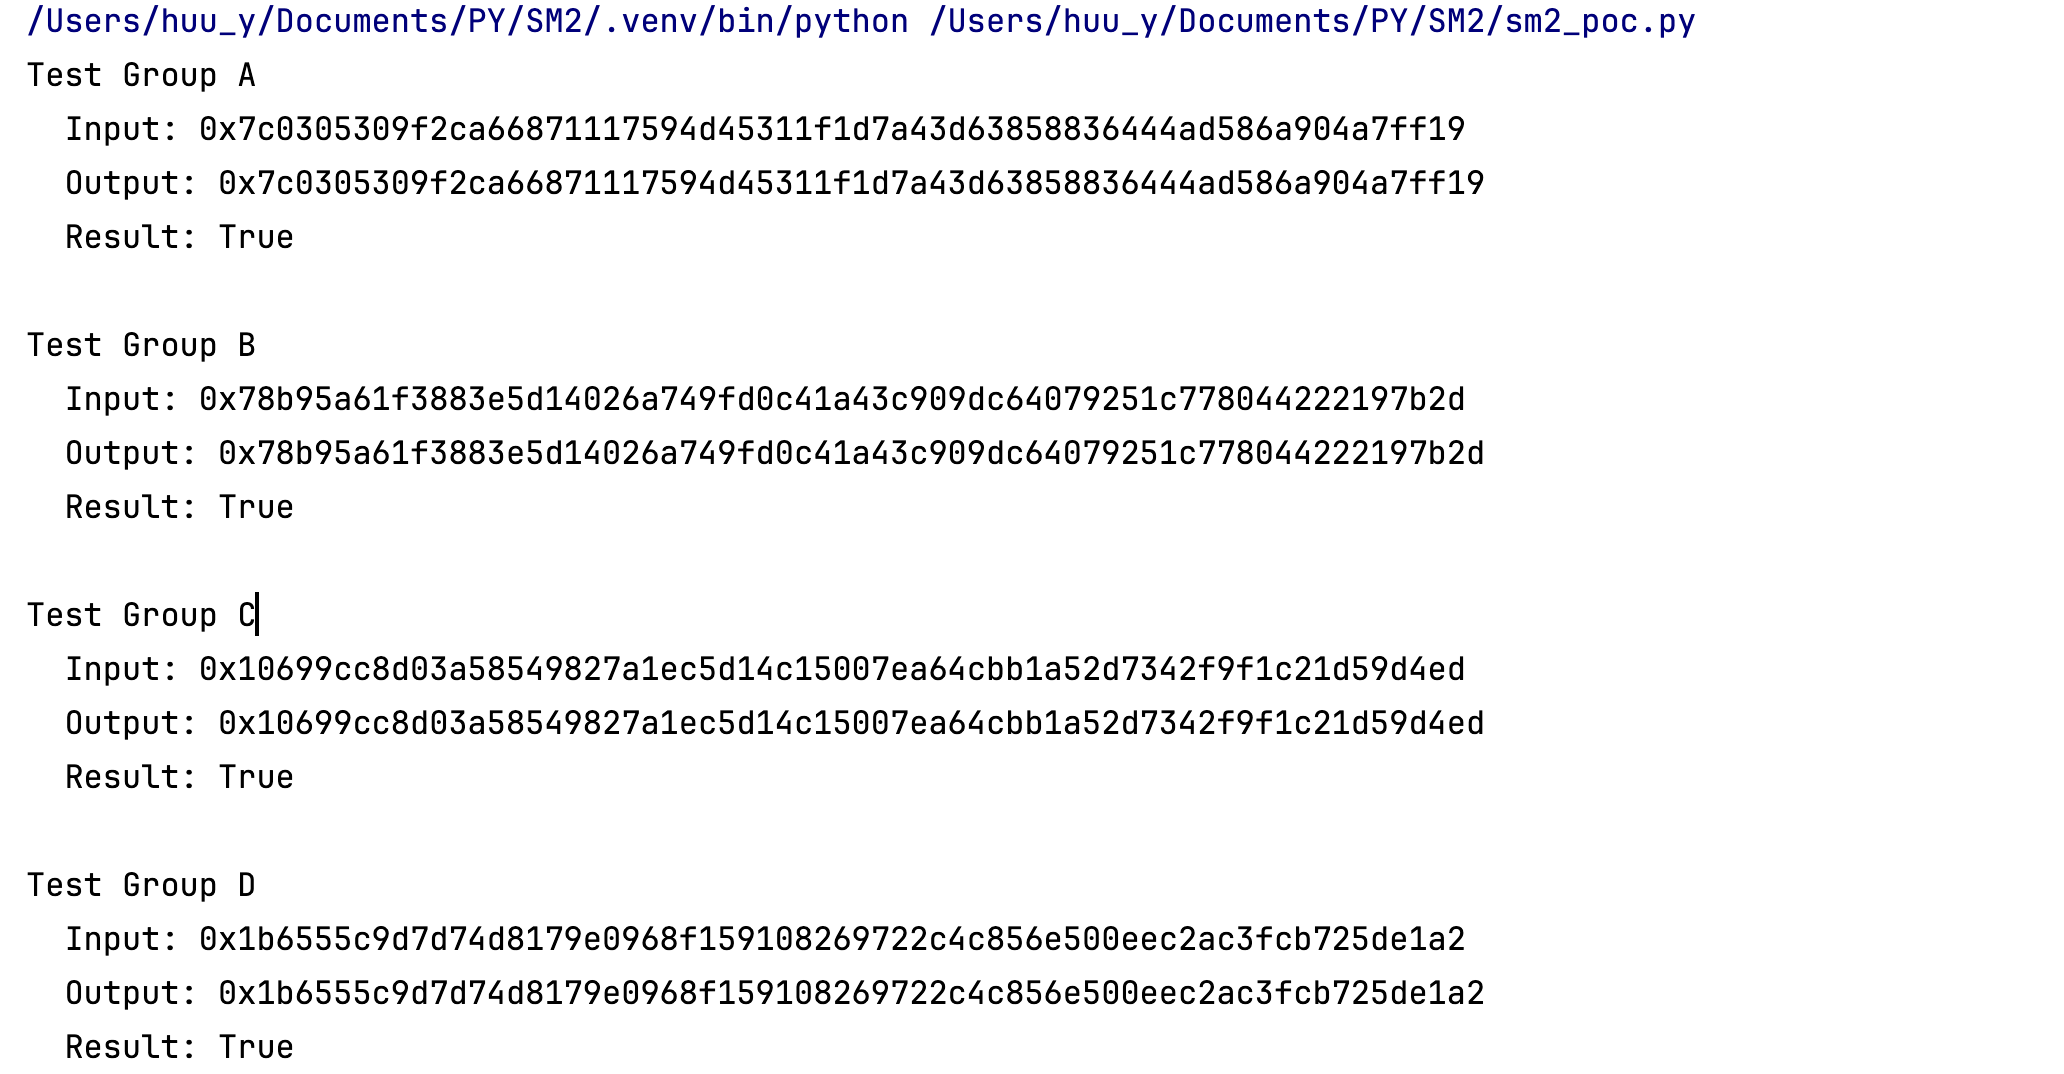 /Users/huu_y/Documents/PY/SM2/.venv/bin/python /Users/huu_y/Documents/PY/SM2/sm2_poc.py
Test Group A
Input: 0x7c0305309f2ca66871117594d45311f1d7a43d63858836444ad586a904a7ff19
Output: 0x7c0305309f2ca66871117594d45311f1d7a43d63858836444ad586a904a7ff19
Result: True
Test Group B
Input: 0x78b95a61f3883e5d14026a749fd0c41a43c909dc64079251c778044222197b2d
Output: 0x78b95a61f3883e5d14026a749fd0c41a43c909dc64079251c778044222197b2d
Result: True
Test Group C
Input: 0x10699cc8d03a58549827a1ec5d14c15007ea64cbb1a52d7342f9f1c21d59d4ed
Output: 0x10699cc8d03a58549827a1ec5d14c15007ea64cbb1a52d7342f9f1c21d59d4ed
Result: True
Test Group D
Input: 0x1b6555c9d7d74d8179e0968f159108269722c4c856e500eec2ac3fcb725de1a2
Output: 0x1b6555c9d7d74d8179e0968f159108269722c4c856e500eec2ac3fcb725de1a2
Result: True